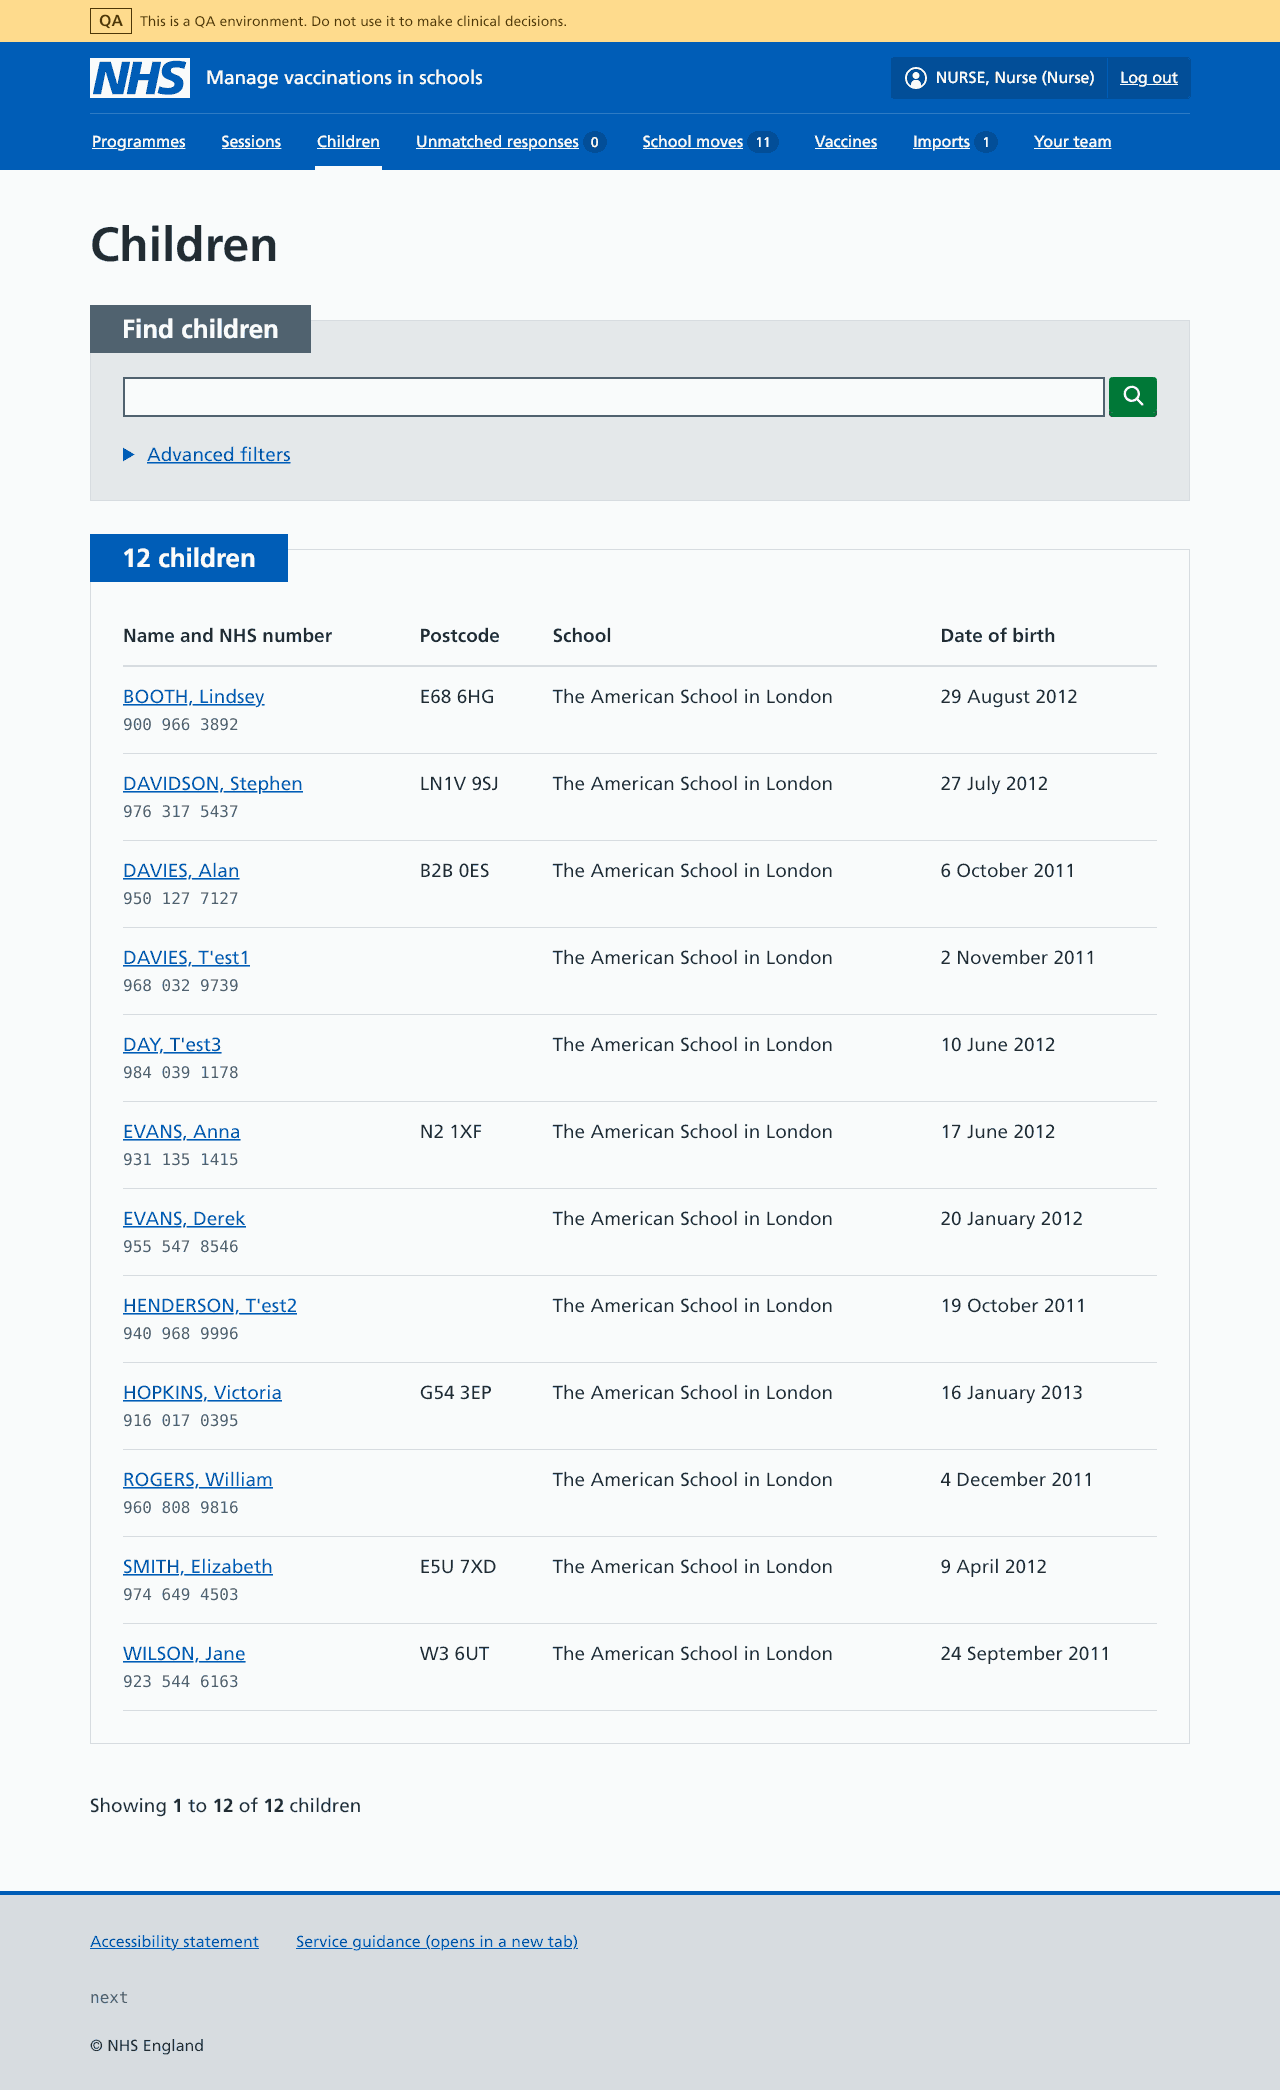 QA This is a QA environment. Do not use it to make clinical decisions.
NHS Manage vaccinations in schools NURSE, Nurse (Nurse) Log out
Programmes Sessions Children Unmatched responses 0 School moves 11 Vaccines Imports 1 Your team
Children
Find children
Advanced filters
12 children
Name and NHS number Postcode School Date of birth
BOOTH, Lindsey E68 6HG The American School in London 29 August 2012
900 966 3892
DAVIDSON, Stephen LN1V 9SJ The American School in London 27 July 2012
976 317 5437
DAVIES, Alan B2B 0ES The American School in London 6 October 2011
950 127 7127
DAVIES, T'est1 The American School in London 2 November 2011
968 032 9739
DAY, T'est3 The American School in London 10 June 2012
984 039 1178
EVANS, Anna N2 1XF The American School in London 17 June 2012
931 135 1415
EVANS, Derek The American School in London 20 January 2012
955 547 8546
HENDERSON, T'est2 The American School in London 19 October 2011
940 968 9996
HOPKINS, Victoria G54 3EP The American School in London 16 January 2013
916 017 0395
ROGERS, William The American School in London 4 December 2011
960 808 9816
SMITH, Elizabeth E5U 7XD The American School in London 9 April 2012
974 649 4503
WILSON, Jane W3 6UT The American School in London 24 September 2011
923 544 6163
Showing 1 to 12 of 12 children
Accessibility statement Service guidance (opens in a new tab)
next
© NHS England